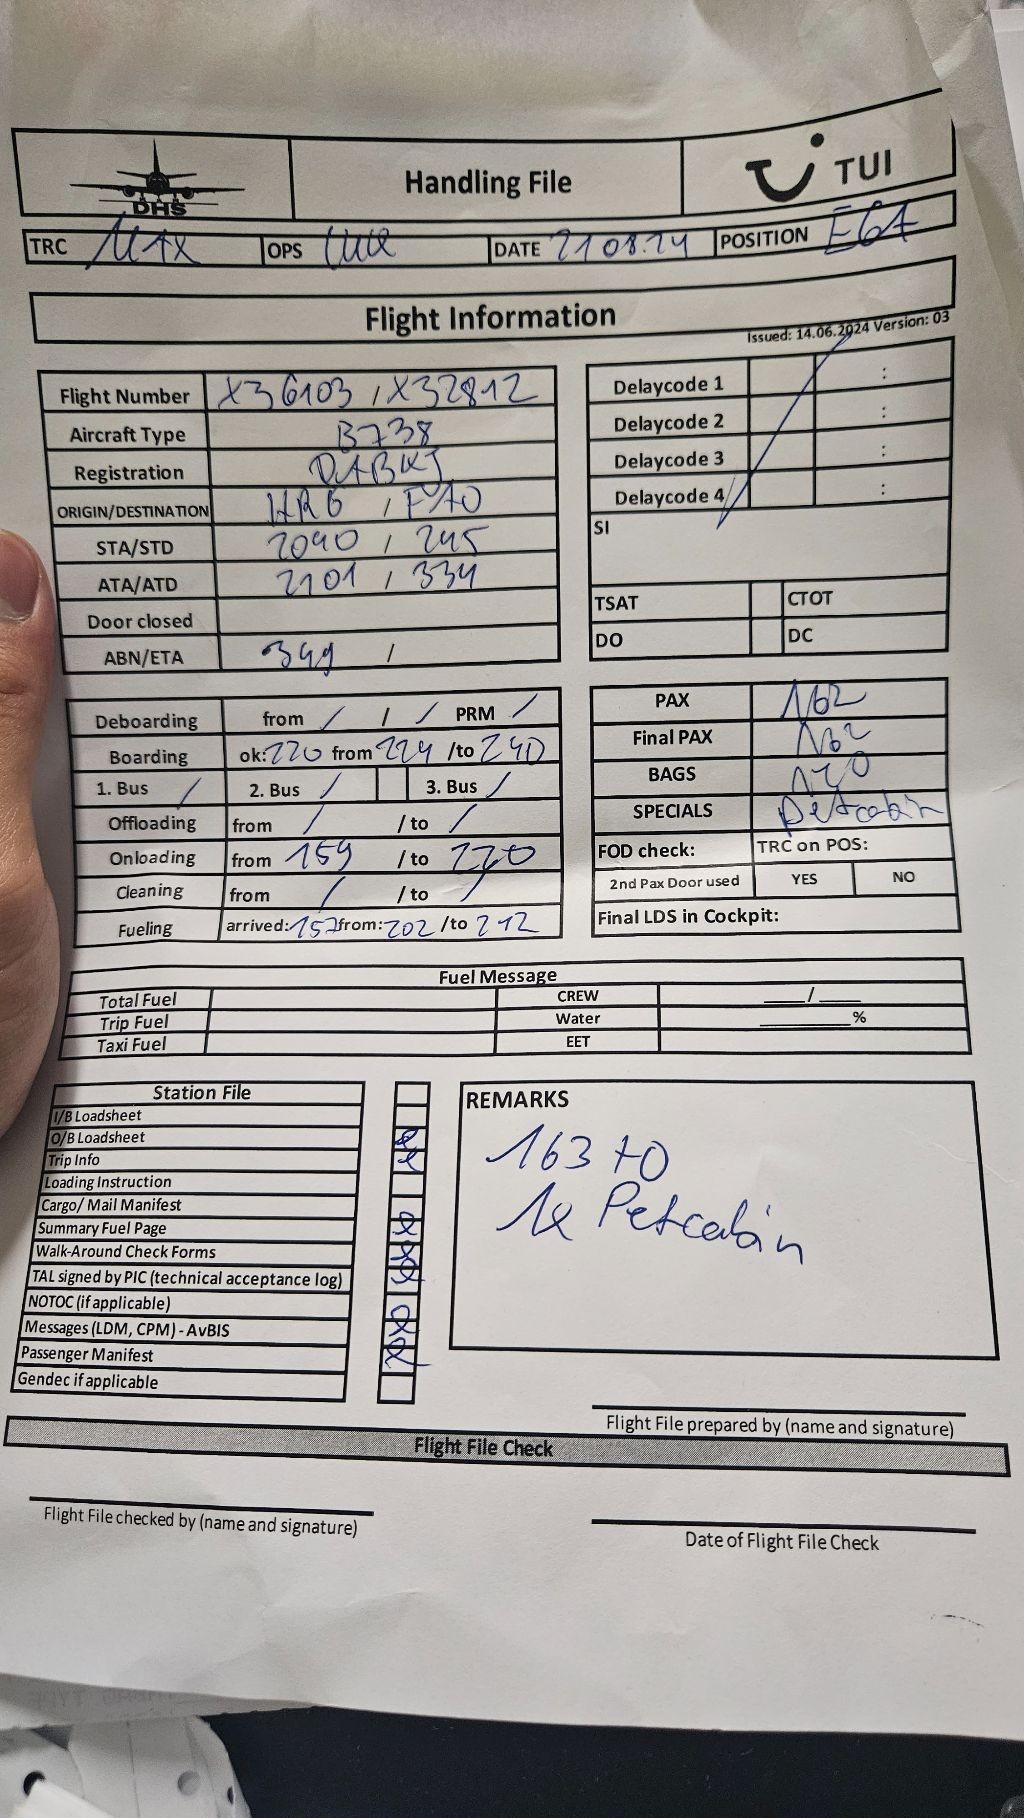 DHS
Handling File
TUI
TRC MAX OPS DATE 21 08.24 POSITION E67
Flight Information
Issued: 14.06.2024 Version: 03
Flight Number X36103 / X32812
Aircraft Type B738
Registration DABKJ
ORIGIN/DESTINATION HRG /
STA/STD 2040 / 245
ATA/ATD 2101 / 334
Door closed
ABN/ETA 349 /
Delaycode 1 :
Delaycode 2 :
Delaycode 3 :
Delaycode 4 :
SI
TSAT CTOT
DO DC
Deboarding from / / / PRM /
Boarding ok: 220 from 224 /to 240
1. Bus / 2. Bus / 3. Bus /
Offloading from / /to /
Onloading from 159 /to 220
Cleaning from / /to /
Fueling arrived: 157 from: 202 /to 212
PAX 162
Final PAX 162
BAGS 170
SPECIALS petcabin
FOD check: TRC on POS:
2nd Pax Door used YES NO
Final LDS in Cockpit:
Fuel Message
Total Fuel CREW ____/____
Trip Fuel Water _________%
Taxi Fuel EET
Station File
I/B Loadsheet
O/B Loadsheet
Trip Info
Loading Instruction
Cargo/ Mail Manifest
Summary Fuel Page
Walk-Around Check Forms
TAL signed by PIC (technical acceptance log)
NOTOC (if applicable)
Messages (LDM, CPM) - AvBIS
Passenger Manifest
Gendec if applicable
REMARKS
163 +0
1x Petcabin
Flight File prepared by (name and signature)
Flight File Check
Flight File checked by (name and signature)
Date of Flight File Check